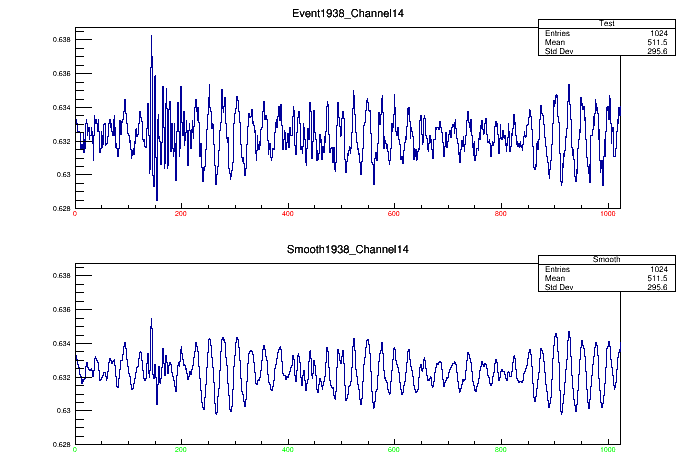 Event1938_Channel14
Test
Entries 1024
Mean 511.5
Std Dev 295.6
0.638
0.636
0.634
0.632
0.63
0.628
0 200 400 600 800 1000
Smooth1938_Channel14
Smooth
Entries 1024
Mean 511.5
Std Dev 295.6
0.638
0.636
0.634
0.632
0.63
0.628
0 200 400 600 800 1000